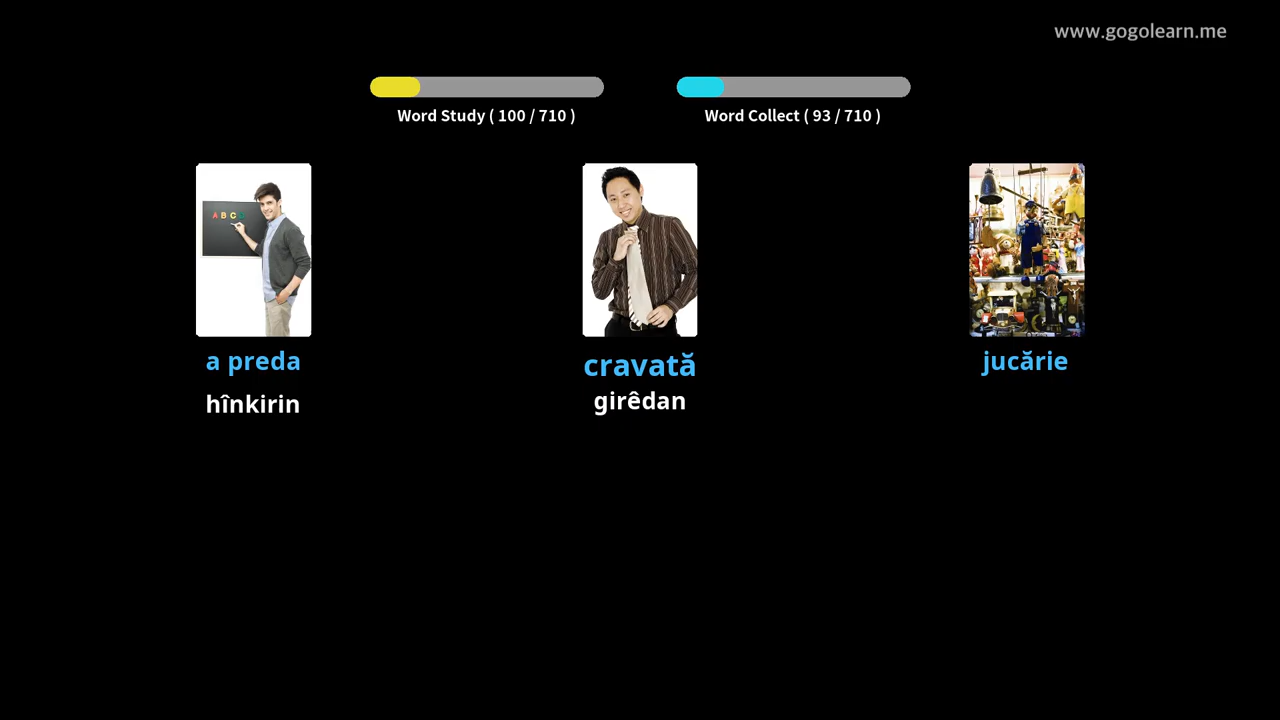 www.gogolearn.me
Word Study ( 100 / 710 )
Word Collect ( 93 / 710 )
A B C D
a preda
hînkirin
cravată
girêdan
jucărie